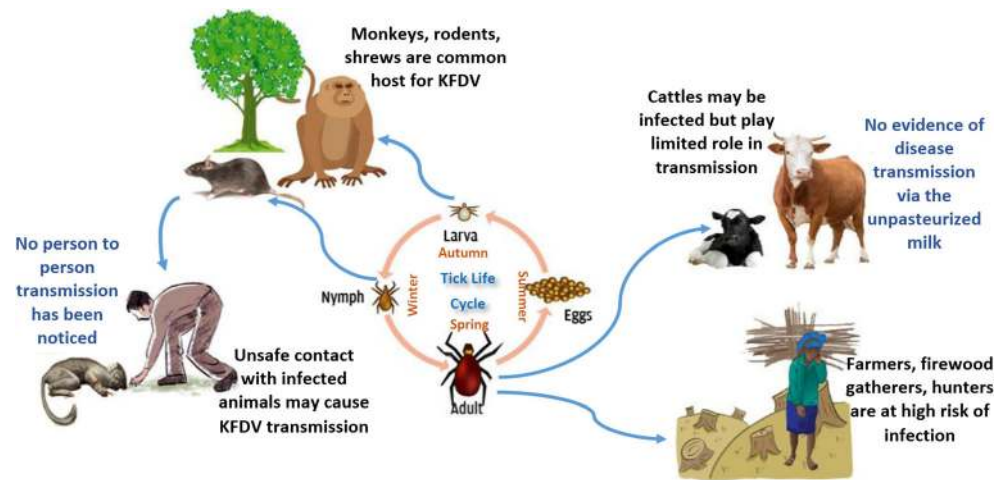 Monkeys, rodents,
shrews are common
host for KFDV
Cattles may be
infected but play
limited role in
transmission
No evidence of
disease
transmission
via the
unpasteurized
milk
No person to
person
transmission
has been
noticed
Unsafe contact
with infected
animals may cause
KFDV transmission
Larva
Autumn
Nymph
Winter
Tick Life
Cycle
Summer
Eggs
Spring
Adult
Farmers, firewood
gatherers, hunters
are at high risk of
infection